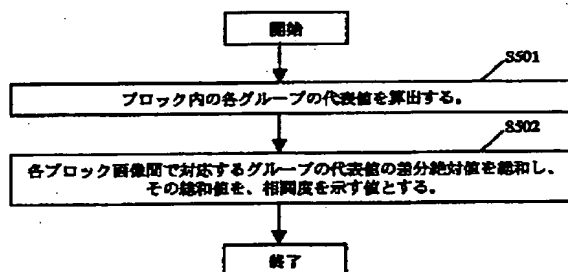 開始
S501
ブロック内の各グループの代表値を算出する。
S502
各ブロック画像間で対応するグループの代表値の差分絶対値を総和し、
その総和値を、相関度を示す値とする。
終了